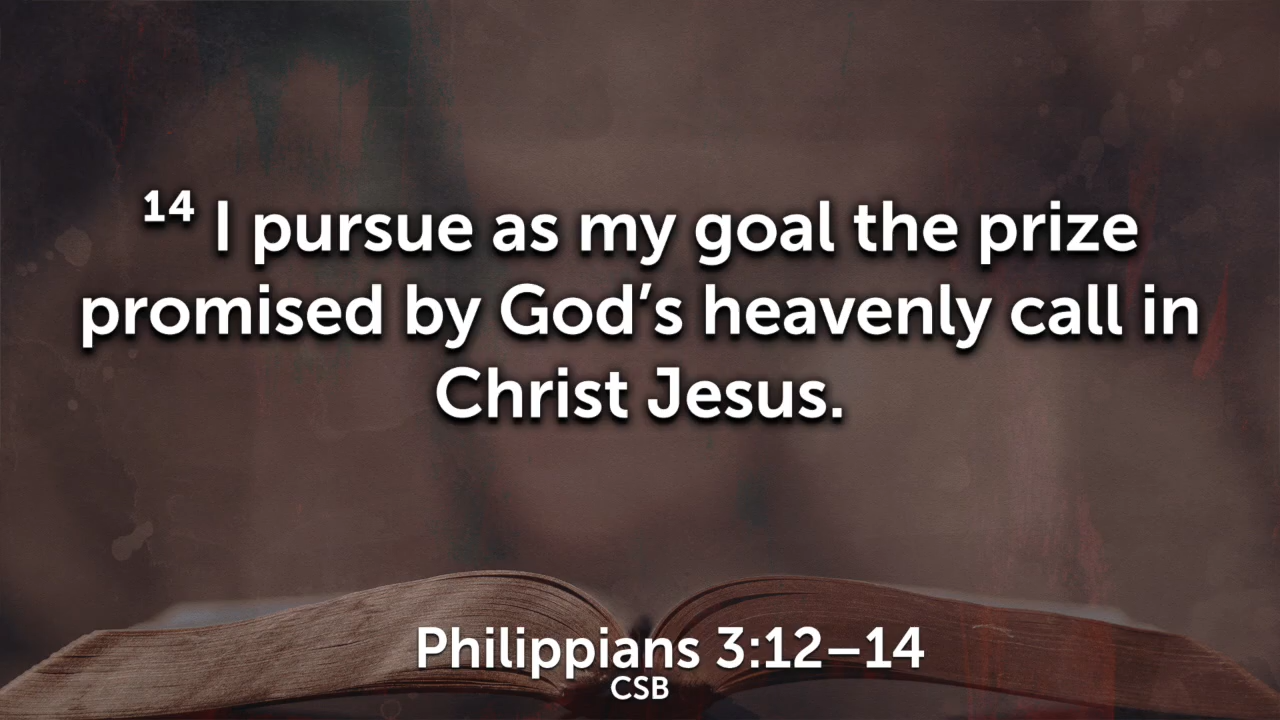 ¹⁴ I pursue as my goal the prize
promised by God’s heavenly call in
Christ Jesus.
Philippians 3:12–14
CSB